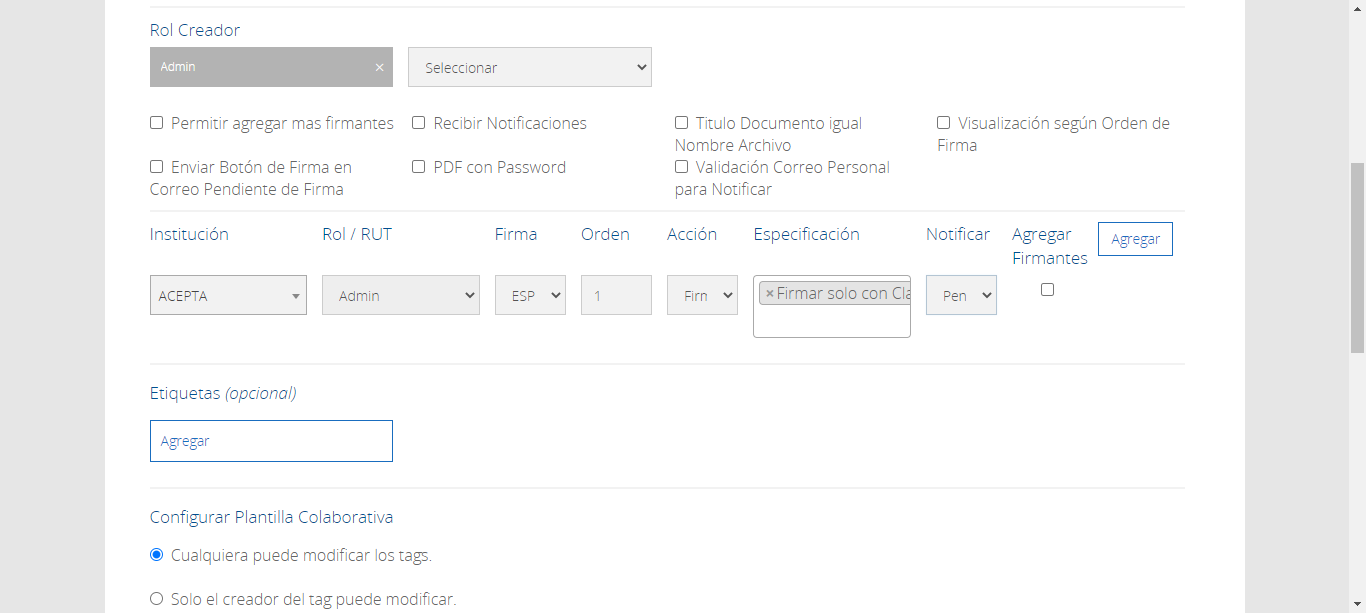 Rol Creador
Admin × Seleccionar
Permitir agregar mas firmantes
Recibir Notificaciones
Titulo Documento igual
Nombre Archivo
Visualización según Orden de
Firma
Enviar Botón de Firma en
Correo Pendiente de Firma
PDF con Password
Validación Correo Personal
para Notificar
Institución Rol / RUT Firma Orden Acción Especificación Notificar Agregar
Firmantes
Agregar
ACEPTA Admin ESP 1 Firn ×Firmar solo con Cla Pen
Etiquetas (opcional)
Agregar
Configurar Plantilla Colaborativa
Cualquiera puede modificar los tags.
Solo el creador del tag puede modificar.